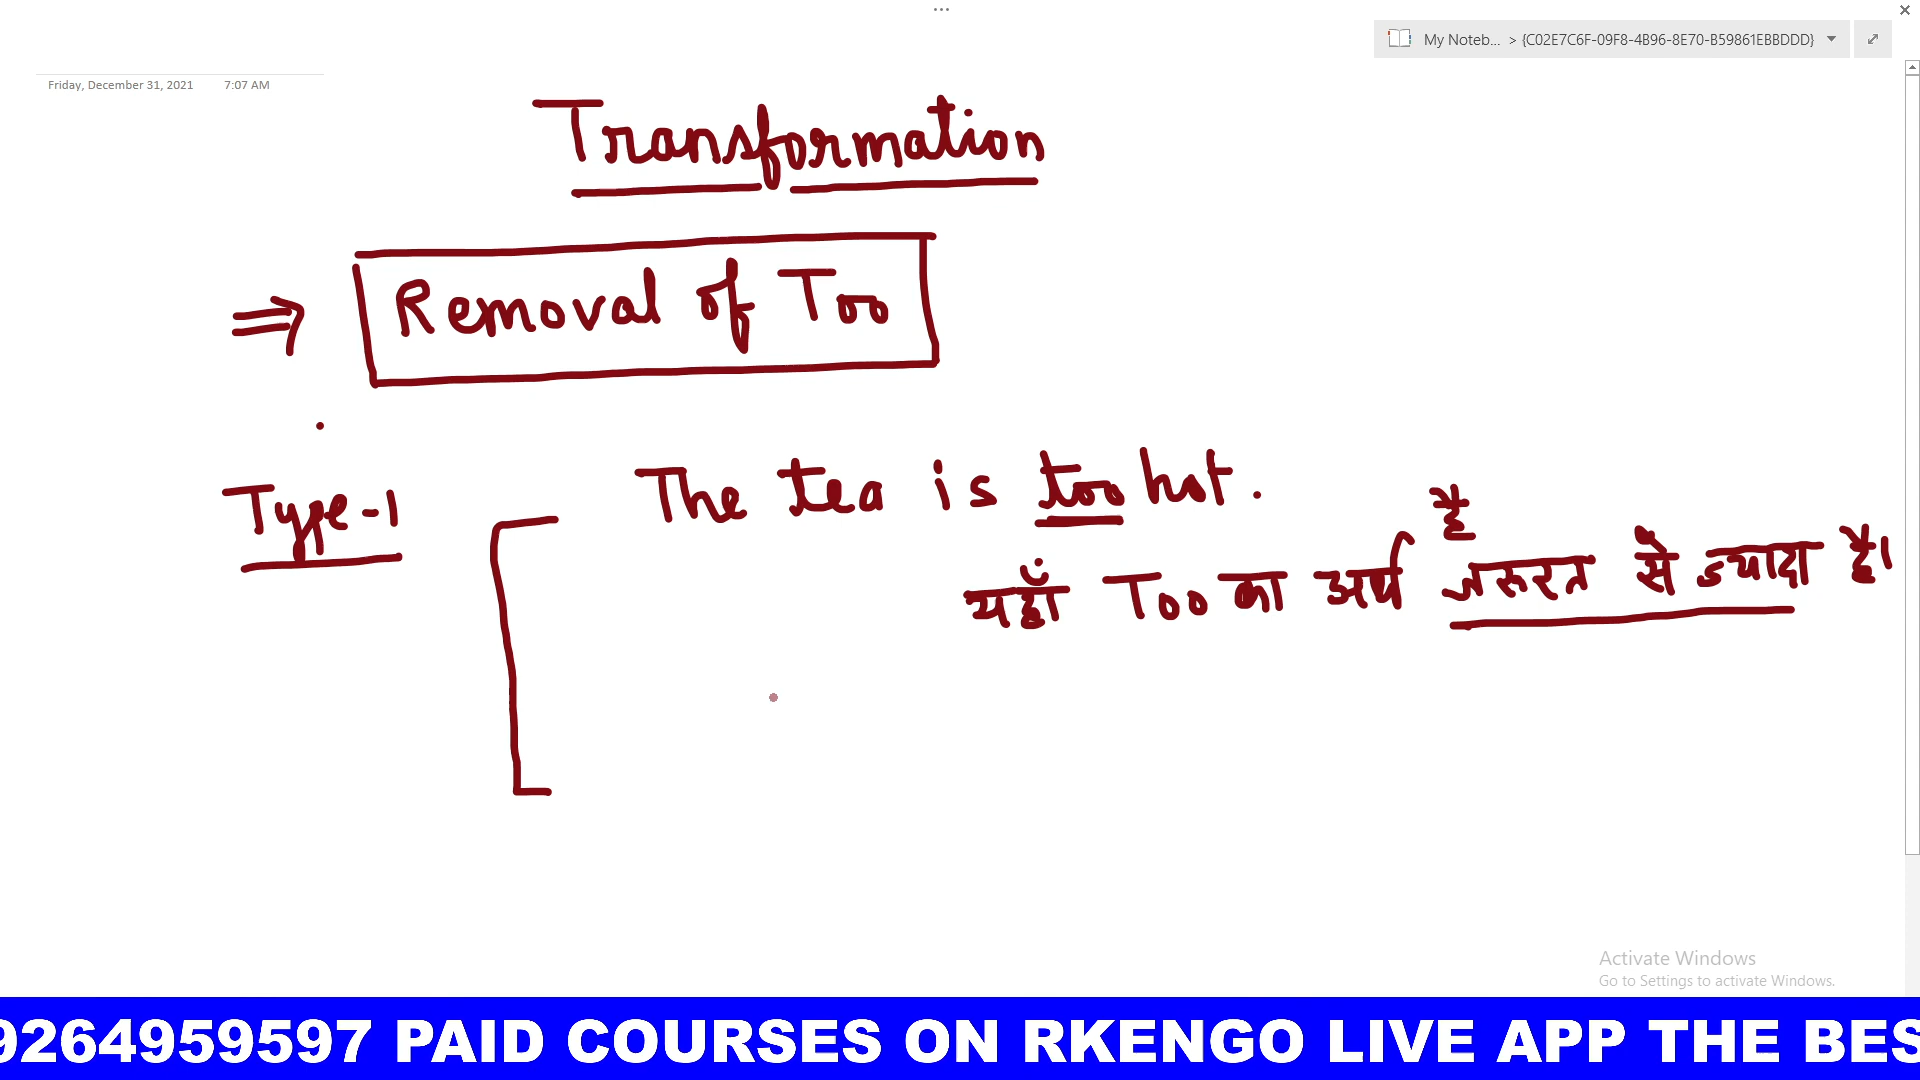 ...
My Noteb... > {C02E7C6F-09F8-4B96-8E70-B59861EBBDDD}
Friday, December 31, 2021 7:07 AM
Transformation
⇒ Removal of Too
Type-1
The tea is too hot.
है
यहाँ Too का अर्थ जरूरत से ज्यादा है।
Activate Windows
Go to Settings to activate Windows.
9264959597 PAID COURSES ON RKENGO LIVE APP THE BES